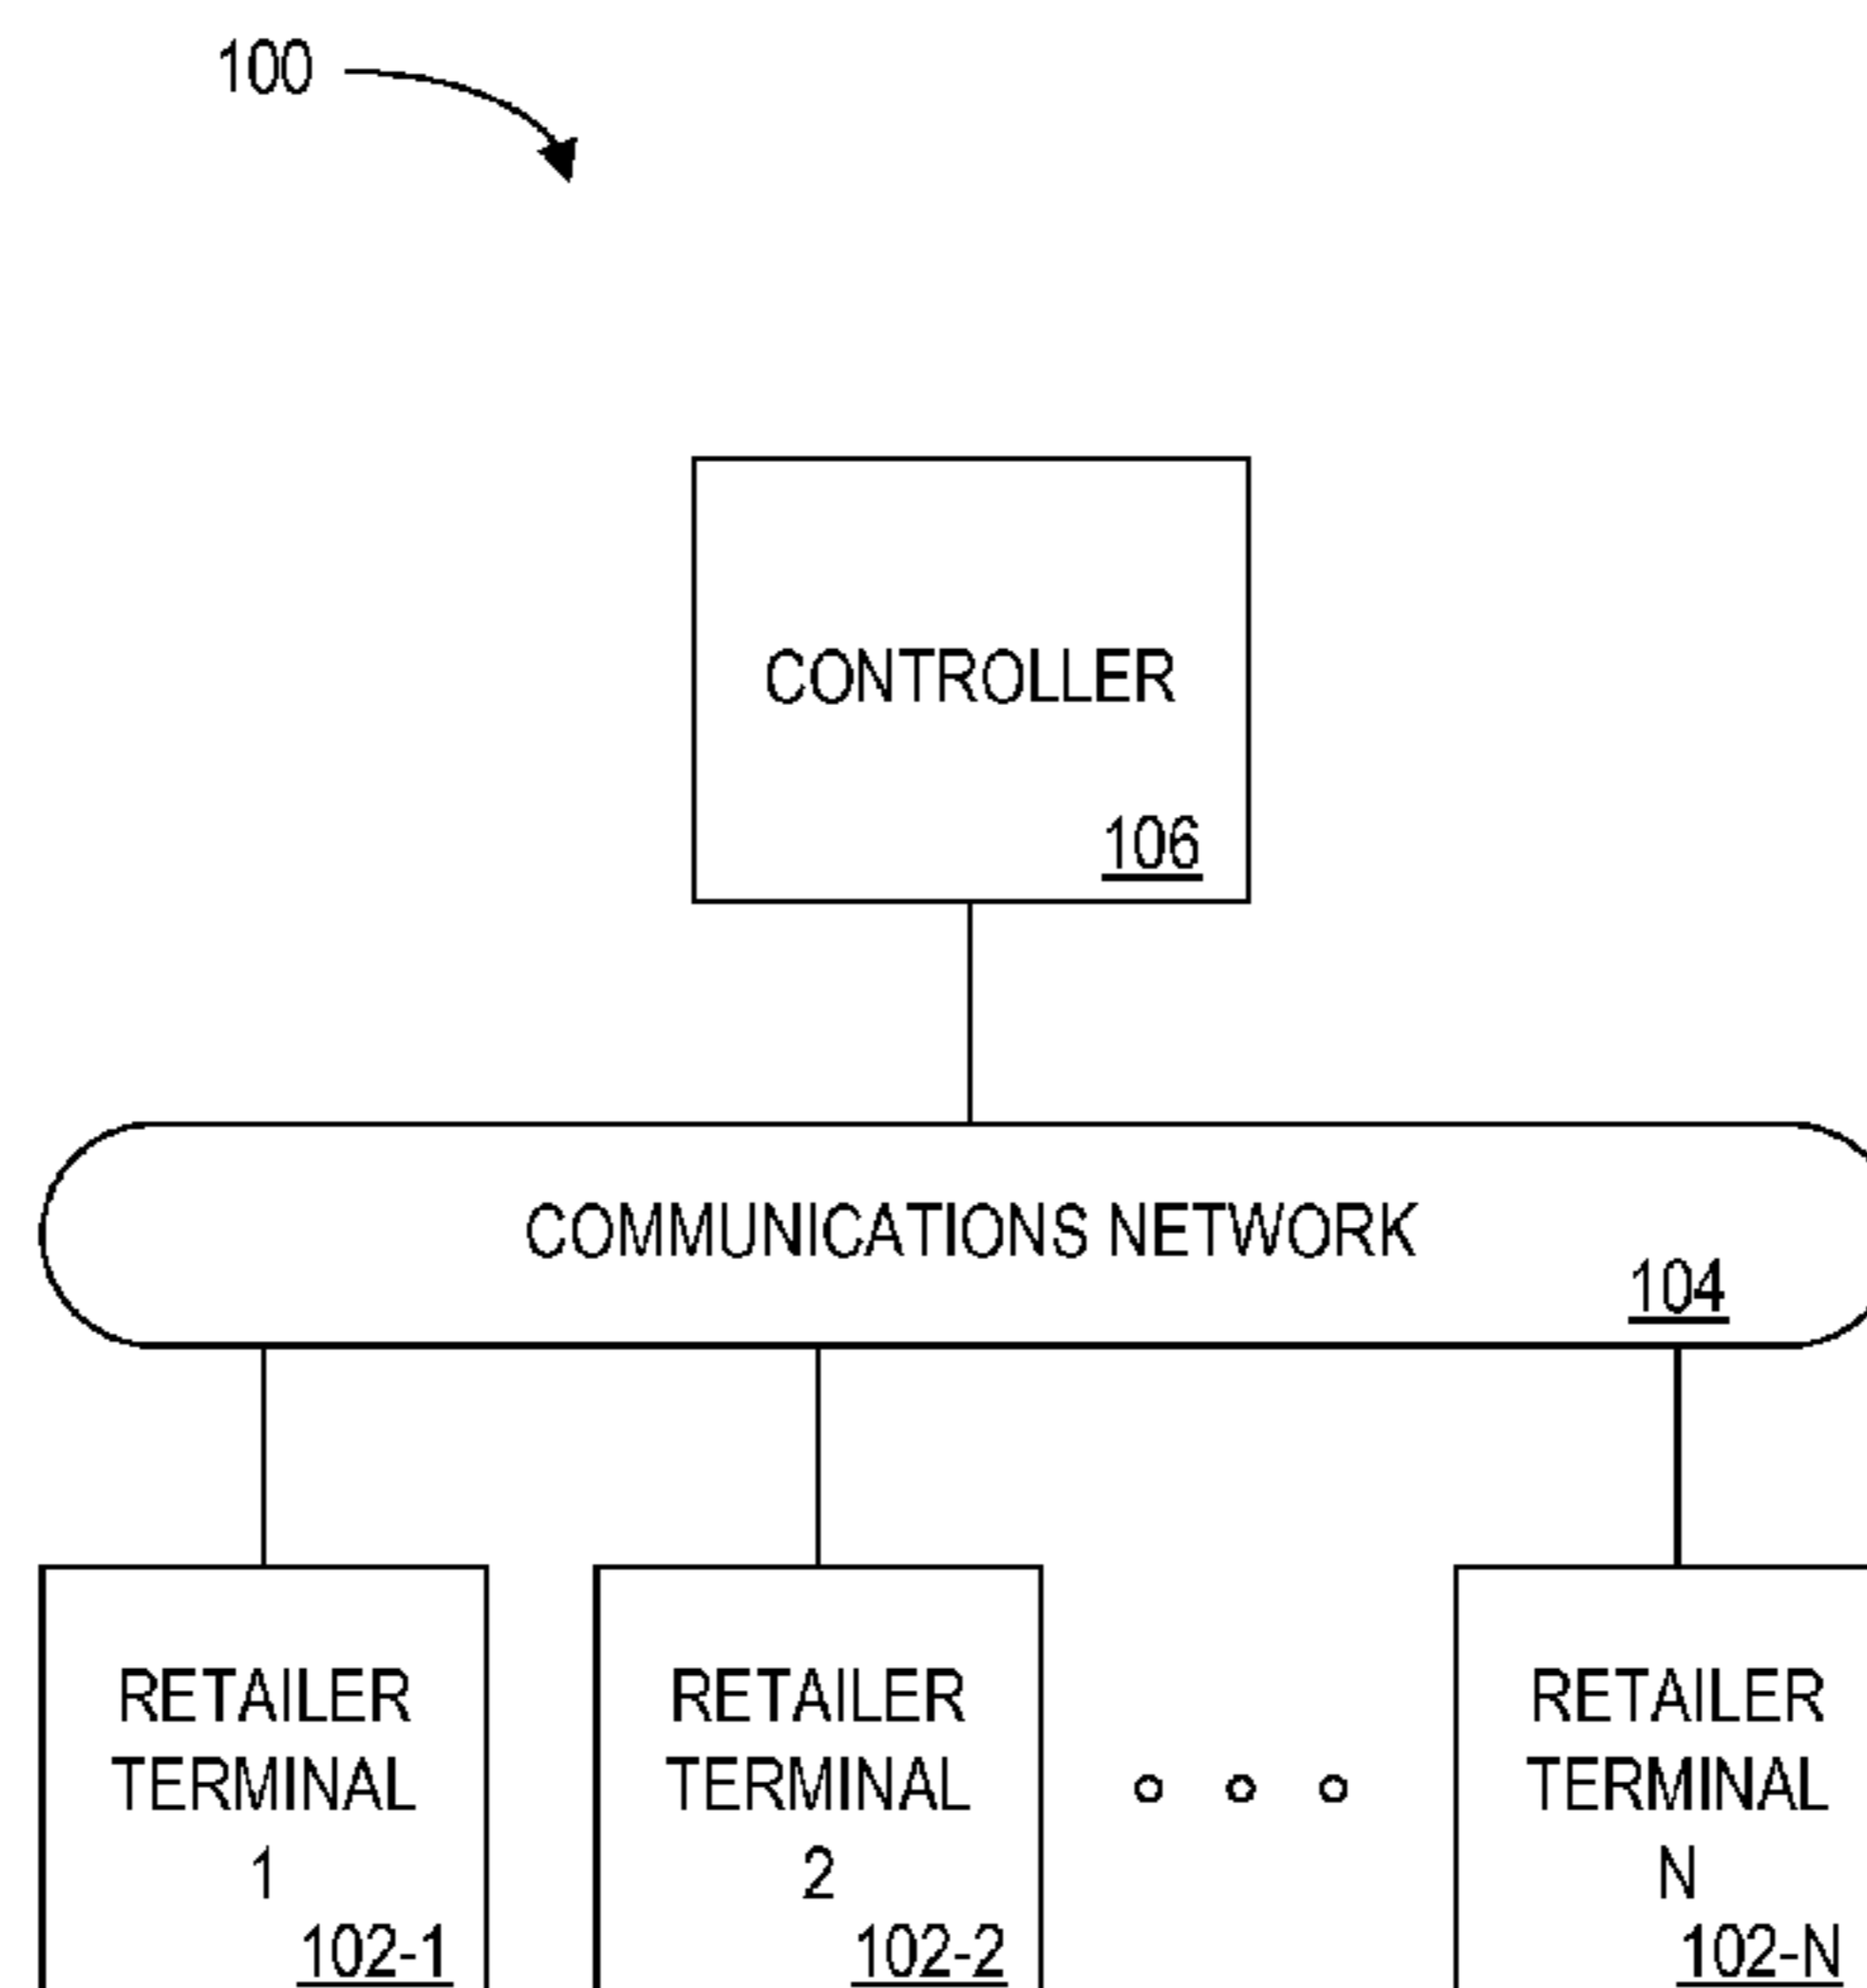 100
CONTROLLER
106
COMMUNICATIONS NETWORK
104
RETAILER
TERMINAL
1
102-1
RETAILER
TERMINAL
2
102-2
RETAILER
TERMINAL
N
102-N